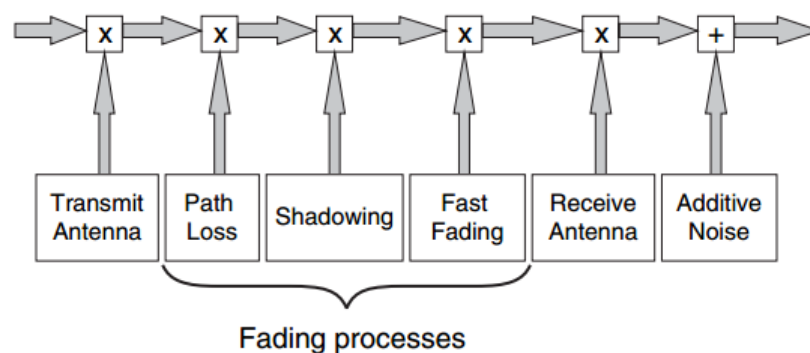 x x x x x +
Transmit Antenna
Path Loss
Shadowing
Fast Fading
Receive Antenna
Additive Noise
Fading processes